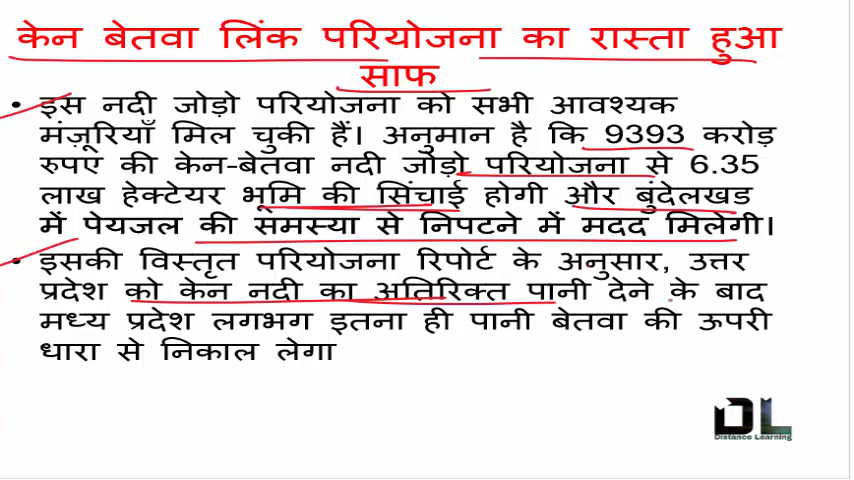 केन बेतवा लिंक परियोजना का रास्ता हुआ
साफ
• इस नदी जोड़ो परियोजना को सभी आवश्यक
मंज़ूरियाँ मिल चुकी हैं। अनुमान है कि 9393 करोड़
रुपए की केन-बेतवा नदी जोड़ो परियोजना से 6.35
लाख हेक्टेयर भूमि की सिंचाई होगी और बुंदेलखंड
में पेयजल की समस्या से निपटने में मदद मिलेगी।
• इसकी विस्तृत परियोजना रिपोर्ट के अनुसार, उत्तर
प्रदेश को केन नदी का अतिरिक्त पानी देने के बाद
मध्य प्रदेश लगभग इतना ही पानी बेतवा की ऊपरी
धारा से निकाल लेगा
DL
Distance Learning